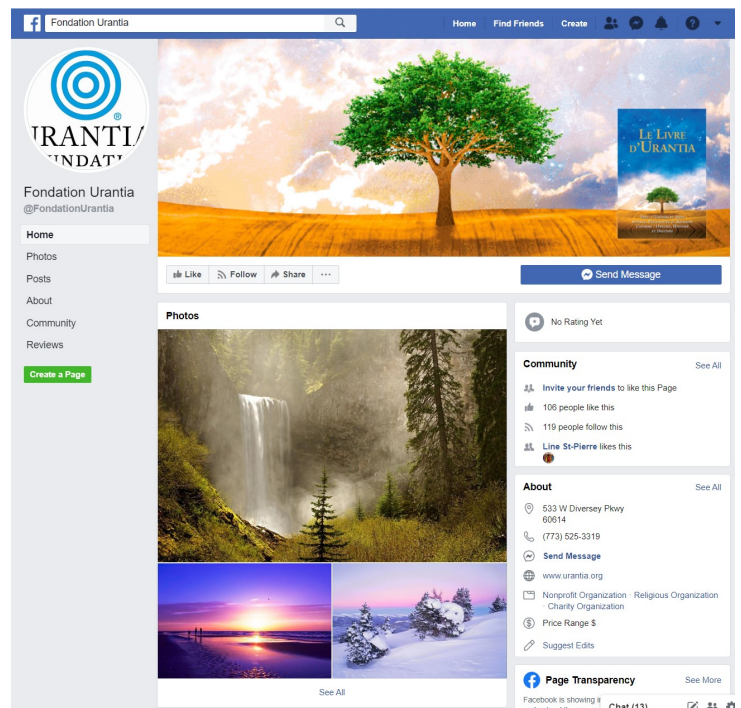 Fondation Urantia
Home
Find Friends
Create
URANTIA
®
Fondation Urantia
@FondationUrantia
Home
Photos
Posts
About
Community
Reviews
Create a Page
LE LIVRE
D'URANTIA
Like
Follow
Share
Send Message
Photos
See All
No Rating Yet
Community
See All
Invite your friends to like this Page
106 people like this
119 people follow this
Line St-Pierre likes this
About
See All
533 W Diversey Pkwy
60614
(773) 525-3319
Send Message
www.urantia.org
Nonprofit Organization · Religious Organization
· Charity Organization
Price Range $
Suggest Edits
Page Transparency
See More
Facebook is showing
Chat (13)